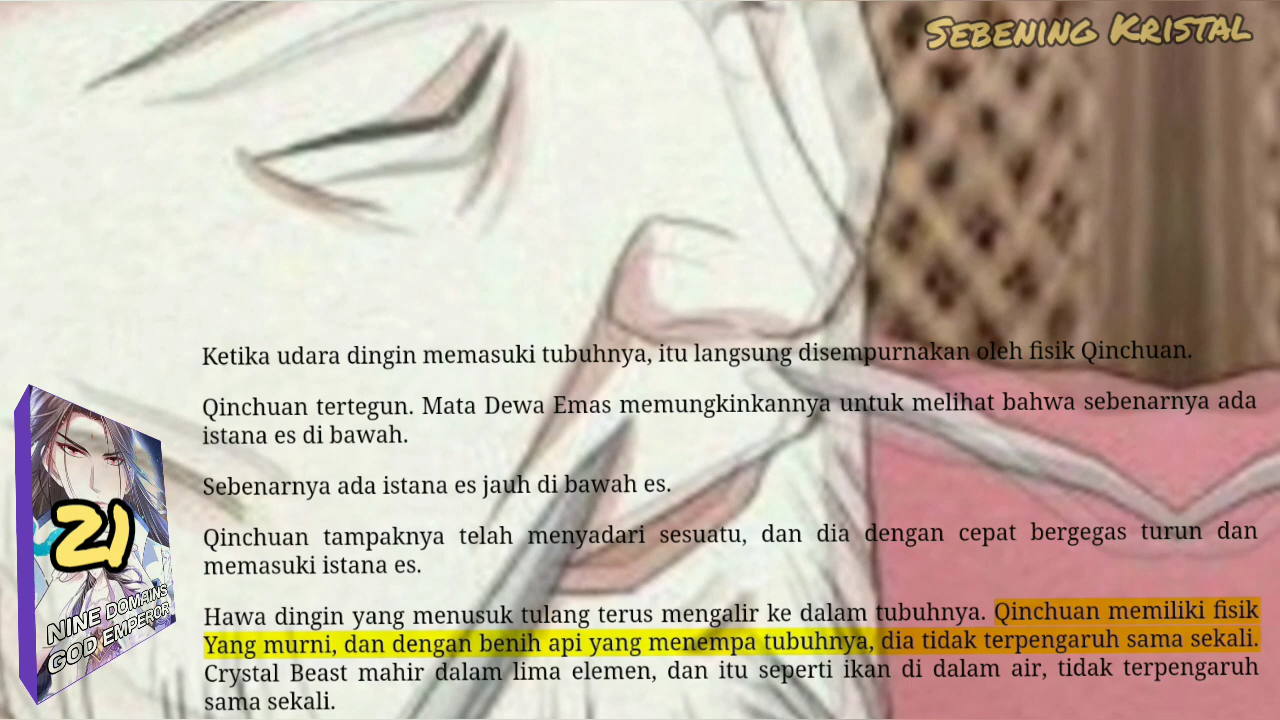 Sebening Kristal
Ketika udara dingin memasuki tubuhnya, itu langsung disempurnakan oleh fisik Qinchuan.
Qinchuan tertegun. Mata Dewa Emas memungkinkannya untuk melihat bahwa sebenarnya ada
istana es di bawah.
Sebenarnya ada istana es jauh di bawah es.
Qinchuan tampaknya telah menyadari sesuatu, dan dia dengan cepat bergegas turun dan
memasuki istana es.
Hawa dingin yang menusuk tulang terus mengalir ke dalam tubuhnya. Qinchuan memiliki fisik
Yang murni, dan dengan benih api yang menempa tubuhnya, dia tidak terpengaruh sama sekali.
Crystal Beast mahir dalam lima elemen, dan itu seperti ikan di dalam air, tidak terpengaruh
sama sekali.
21
NINE DOMAINS
GOD EMPEROR